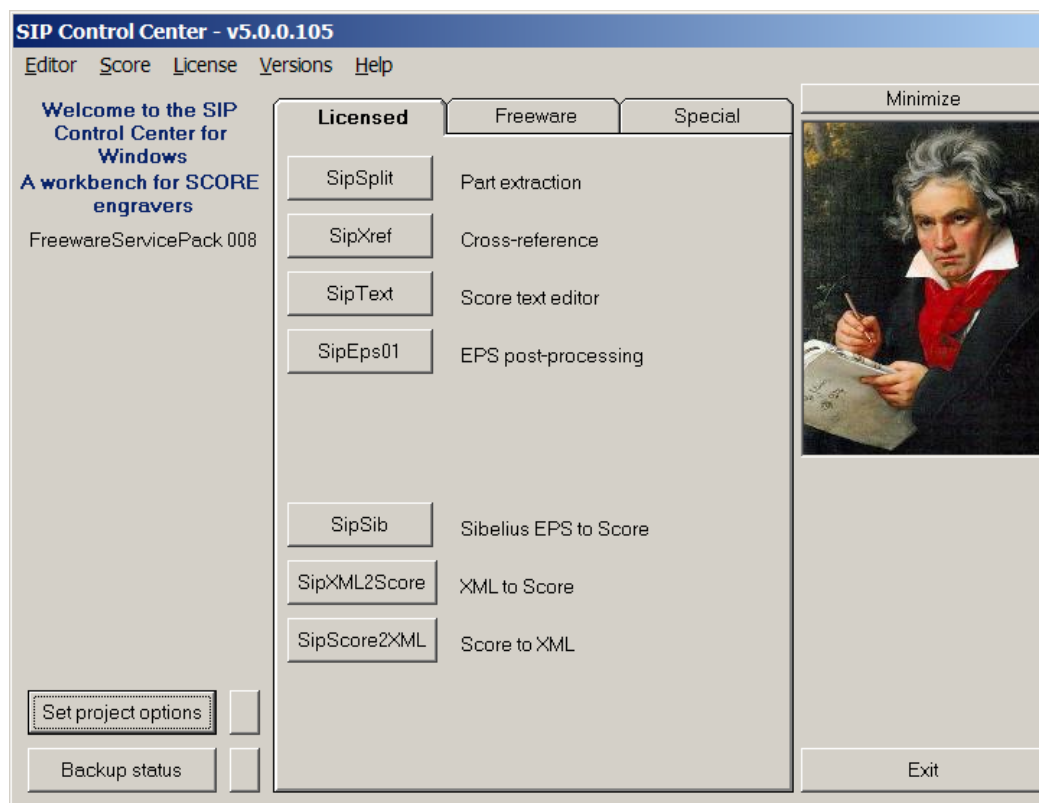 SIP Control Center - v5.0.0.105
Editor Score License Versions Help
Welcome to the SIP
Control Center for
Windows
A workbench for SCORE
engravers
FreewareServicePack 008
Licensed Freeware Special
SipSplit Part extraction
SipXref Cross-reference
SipText Score text editor
SipEps01 EPS post-processing
SipSib Sibelius EPS to Score
SipXML2Score XML to Score
SipScore2XML Score to XML
Set project options
Backup status
Minimize
Exit